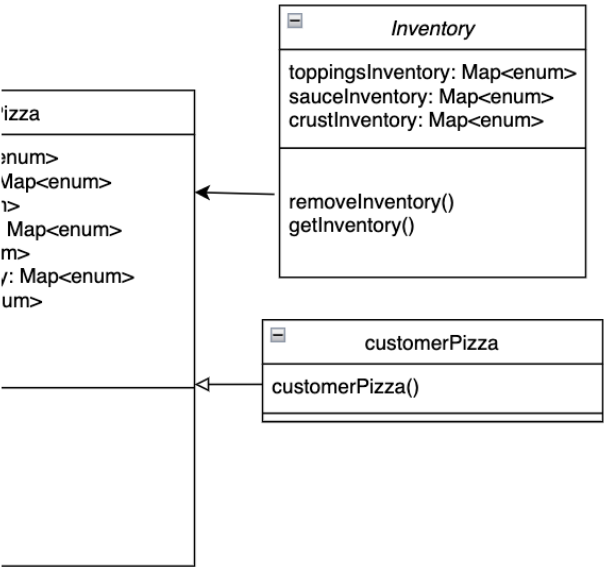 Inventory
toppingsInventory: Map<enum>
sauceInventory: Map<enum>
crustInventory: Map<enum>
removeInventory()
getInventory()
izza
enum>
Map<enum>
>
Map<enum>
m>
y: Map<enum>
um>
customerPizza
customerPizza()